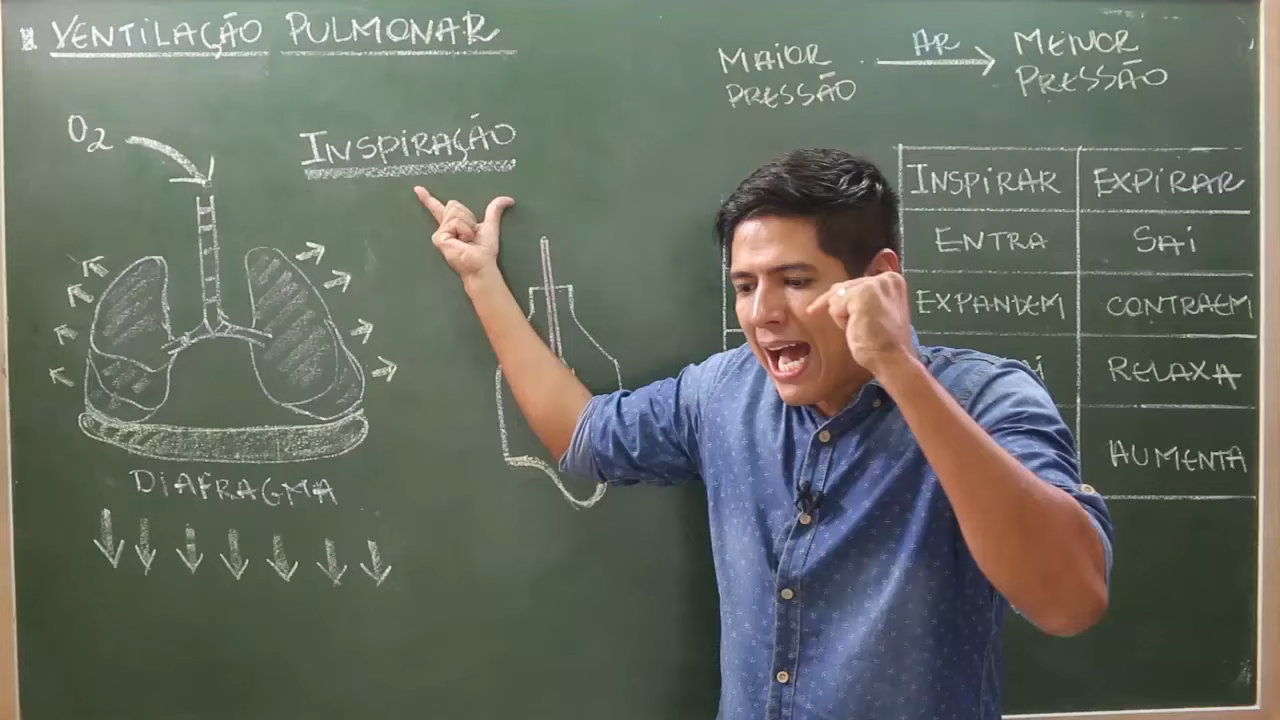 VENTILAÇÃO PULMONAR
MAIOR PRESSÃO
AR
MENOR PRESSÃO
O2
INSPIRAÇÃO
INSPIRAR EXPIRAR
ENTRA SAI
EXPANDEM CONTRAEM
RELAXA
AUMENTA
DIAFRAGMA